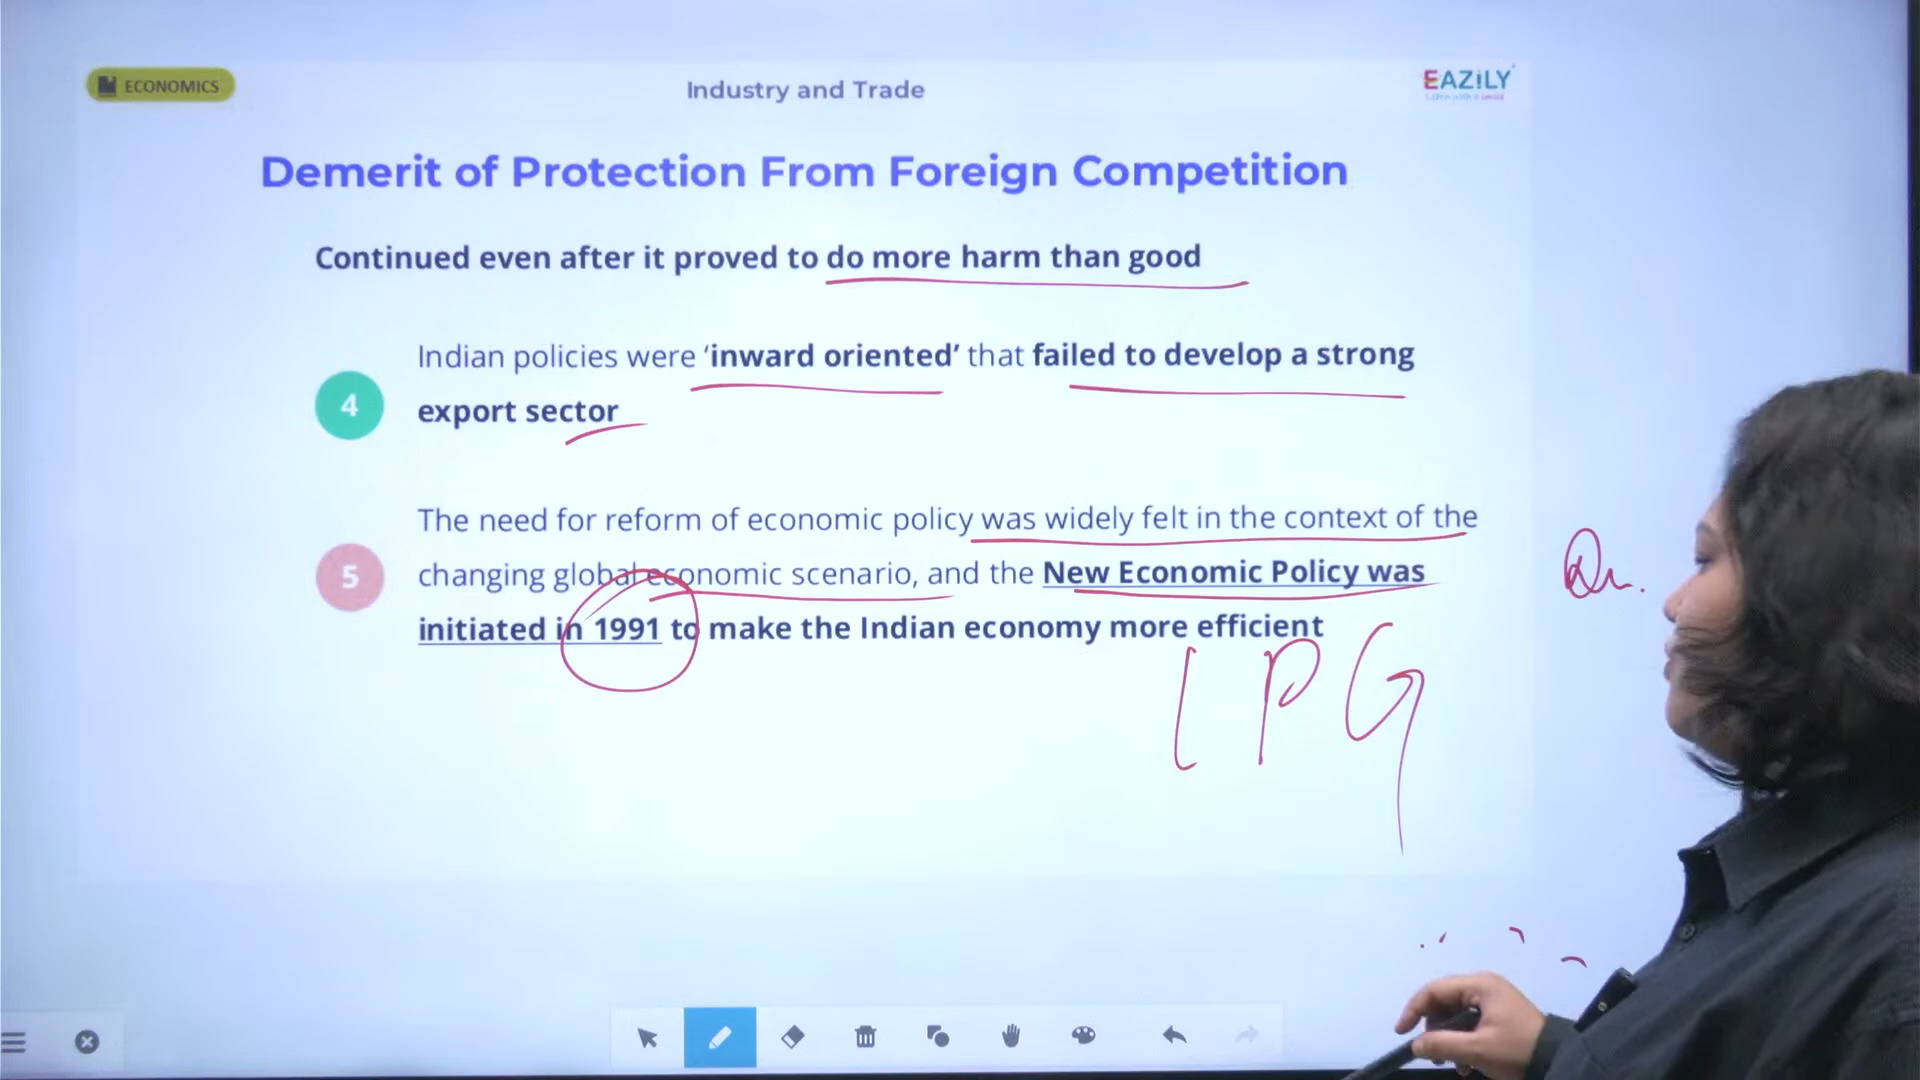 ECONOMICS
Industry and Trade
EAZiLY
Demerit of Protection From Foreign Competition
Continued even after it proved to do more harm than good
4
Indian policies were ‘inward oriented’ that failed to develop a strong
export sector
5
The need for reform of economic policy was widely felt in the context of the
changing global economic scenario, and the New Economic Policy was
initiated in 1991 to make the Indian economy more efficient
LPG